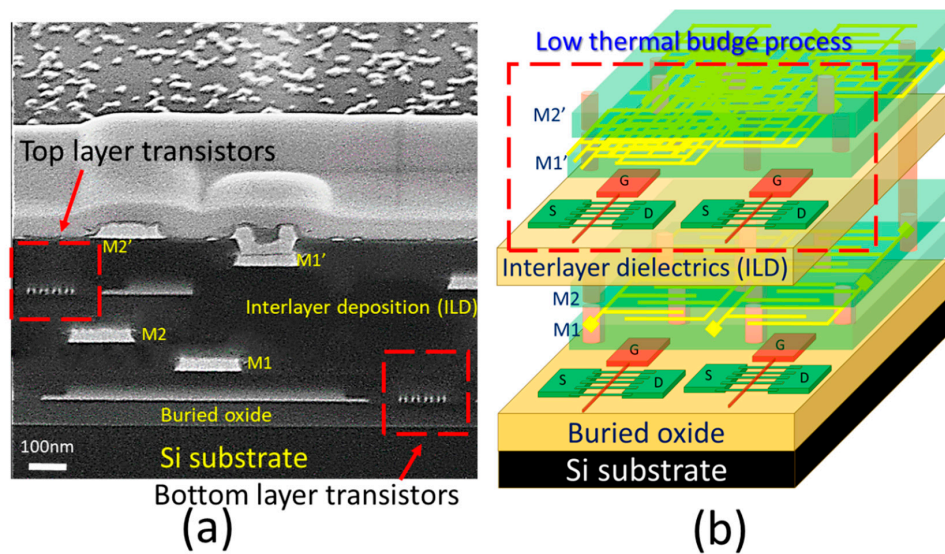 Top layer transistors
M2’
M1’
Interlayer deposition (ILD)
M2
M1
Buried oxide
100nm
Si substrate
Bottom layer transistors
(a)
Low thermal budge process
M2’
M1’
G
G
S
D
S
D
Interlayer dielectrics (ILD)
M2
M1
G
G
S
D
S
D
Buried oxide
Si substrate
(b)